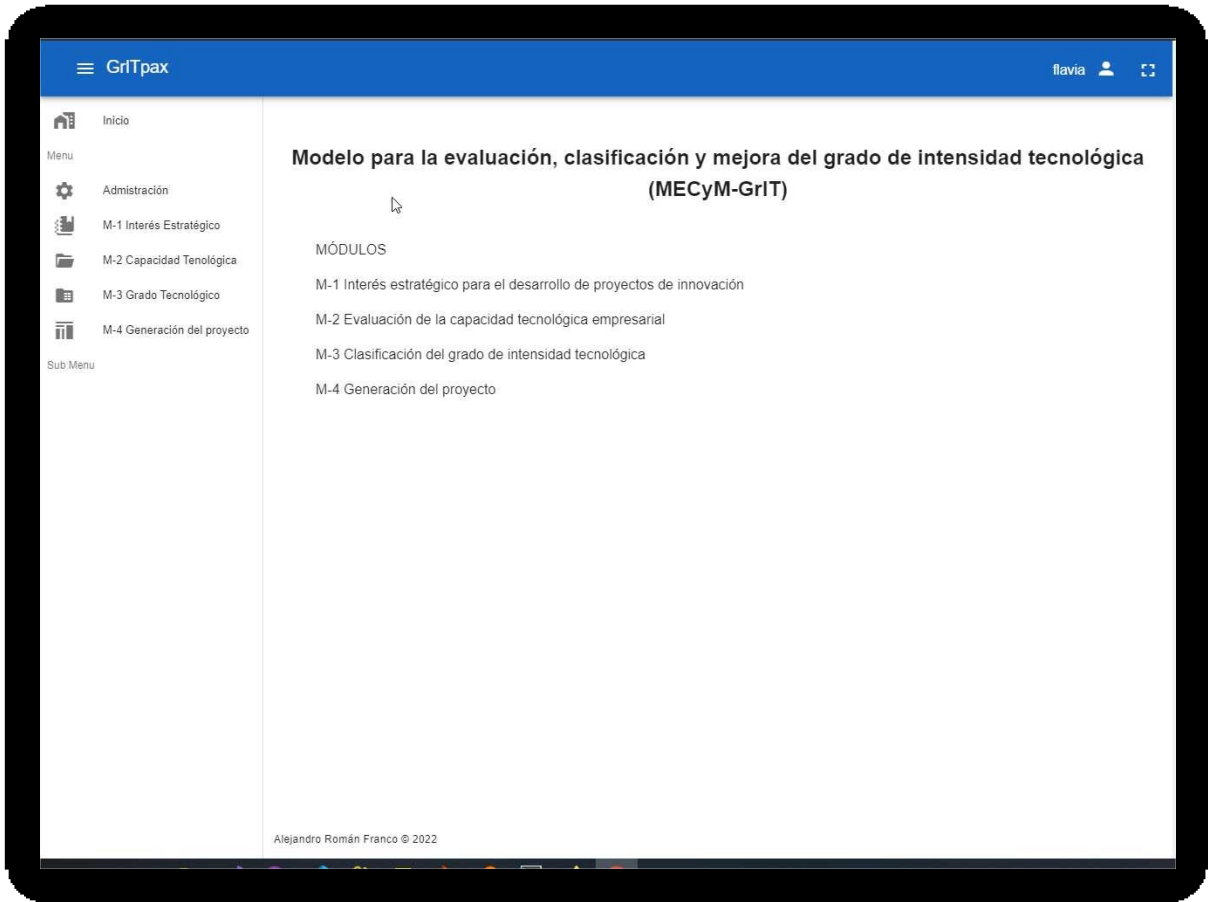 GrITpax
flavia
Inicio
Menu
Admistración
M-1 Interés Estratégico
M-2 Capacidad Tenológica
M-3 Grado Tecnológico
M-4 Generación del proyecto
Sub Menu
Modelo para la evaluación, clasificación y mejora del grado de intensidad tecnológica
(MECyM-GrIT)
MÓDULOS
M-1 Interés estratégico para el desarrollo de proyectos de innovación
M-2 Evaluación de la capacidad tecnológica empresarial
M-3 Clasificación del grado de intensidad tecnológica
M-4 Generación del proyecto
Alejandro Román Franco © 2022